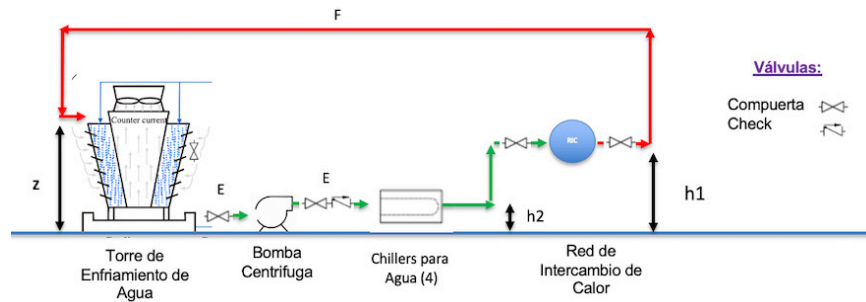 F
Válvulas:
Compuerta
Check
Counter current
RIC
z
E
E
h2
h1
Torre de
Enfriamiento de
Agua
Bomba
Centrifuga
Chillers para
Agua (4)
Red de
Intercambio de
Calor